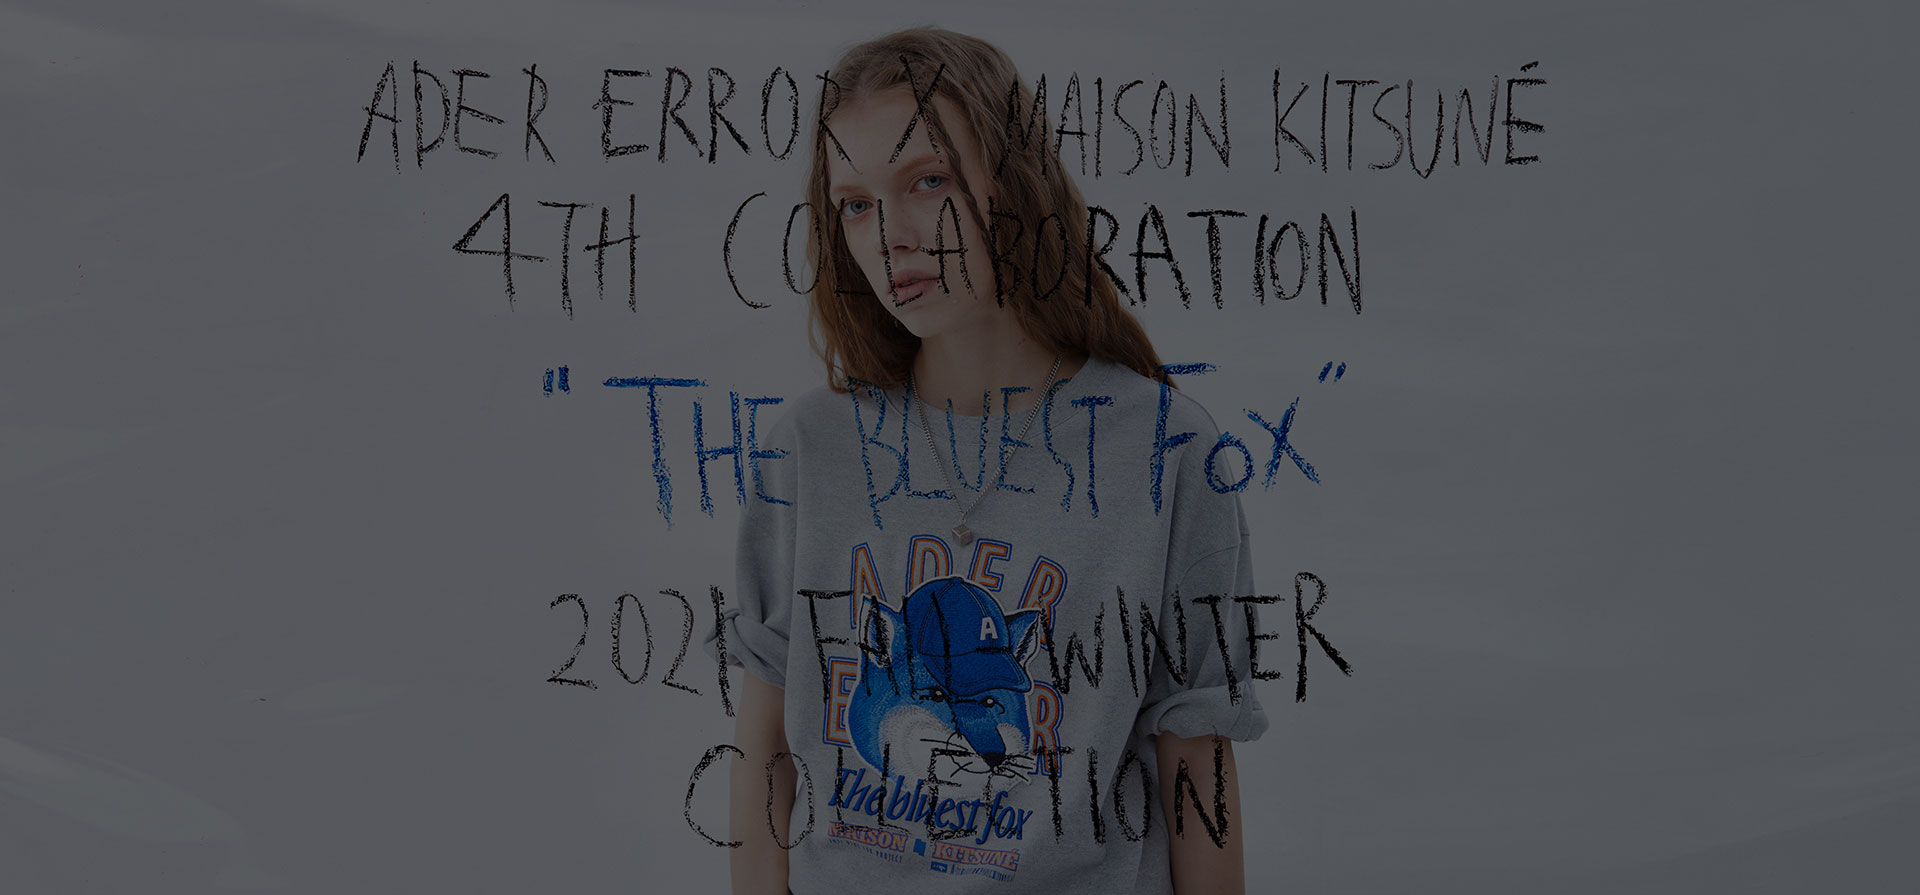 ADER ERROR X MAISON KITSUNÉ
4TH COLLABORATION
"THE BLUEST FOX"
2021 FALL WINTER
COLLECTION
ADER
A
The bluest fox
MAISON KITSUNÉ